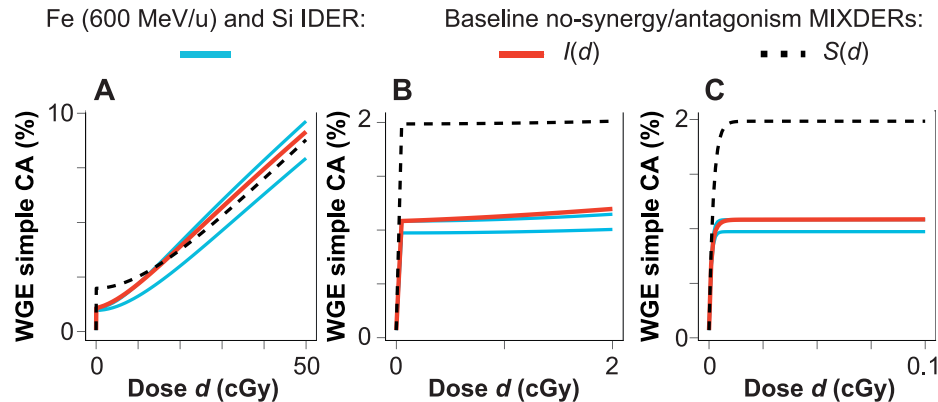 Fe (600 MeV/u) and Si IDER: Baseline no-synergy/antagonism MIXDERs:
I(d) S(d)
A B C
WGE simple CA (%)
10
0
0 50
Dose d (cGy)
WGE simple CA (%)
2
0
0 2
Dose d (cGy)
WGE simple CA (%)
2
0
0 0.1
Dose d (cGy)